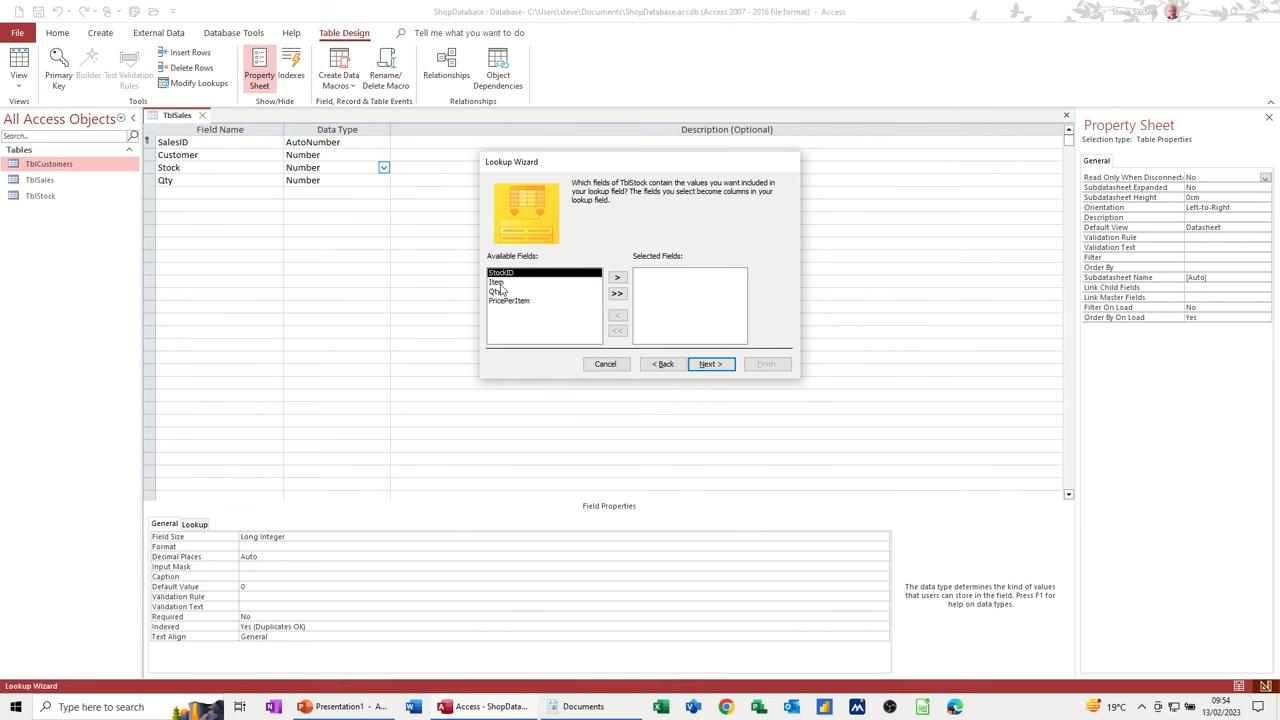 ShopDatabase : Database- C:\Users\steve\Documents\ShopDatabase.accdb (Access 2007 - 2016 file format) - Access
File
Home
Create
External Data
Database Tools
Help
Table Design
Tell me what you want to do
View
Primary
Key
Builder
Test Validation
Rules
Insert Rows
Delete Rows
Modify Lookups
Property
Sheet
Indexes
Create Data
Macros
Rename/
Delete Macro
Relationships
Object
Dependencies
Views
Tools
Show/Hide
Field, Record & Table Events
Relationships
All Access Objects
Search...
Tables
TblCustomers
TblSales
TblStock
TblSales
Field Name
Data Type
Description (Optional)
SalesID
AutoNumber
Customer
Number
Stock
Number
Qty
Number
Lookup Wizard
Which fields of TblStock contain the values you want included in
your lookup field? The fields you select become columns in your
lookup field.
Available Fields:
Selected Fields:
StockID
Item
Qty
PricePerItem
>
>>
<
<<
Cancel
< Back
Next >
Finish
Property Sheet
Selection type: Table Properties
General
Read Only When Disconnect No
Subdatasheet Expanded No
Subdatasheet Height 0cm
Orientation Left-to-Right
Description
Default View Datasheet
Validation Rule
Validation Text
Filter
Order By
Subdatasheet Name [Auto]
Link Child Fields
Link Master Fields
Filter On Load No
Order By On Load Yes
Field Properties
General
Lookup
Field Size Long Integer
Format
Decimal Places Auto
Input Mask
Caption
Default Value 0
Validation Rule
Validation Text
Required No
Indexed Yes (Duplicates OK)
Text Align General
The data type determines the kind of values
that users can store in the field. Press F1 for
help on data types.
Lookup Wizard
Type here to search
Presentation1 - A...
Access - ShopData...
Documents
19°C
09:54
13/02/2023